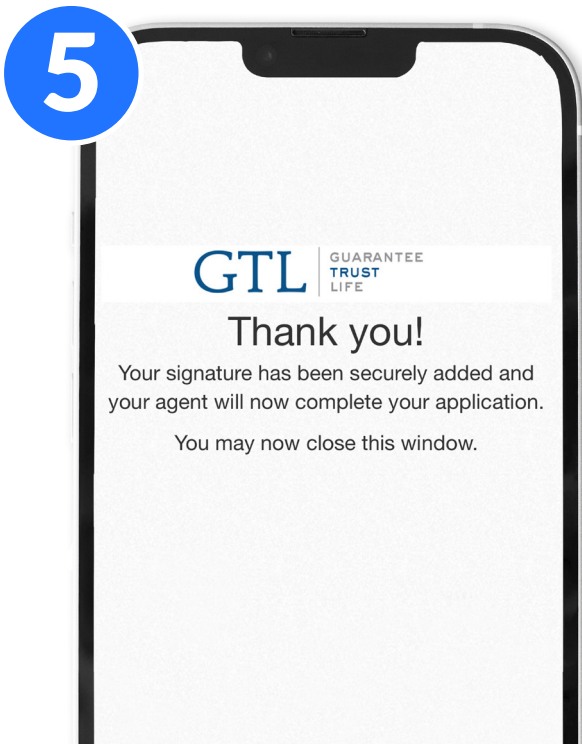 5
GTL
GUARANTEE
TRUST
LIFE
Thank you!
Your signature has been securely added and
your agent will now complete your application.
You may now close this window.